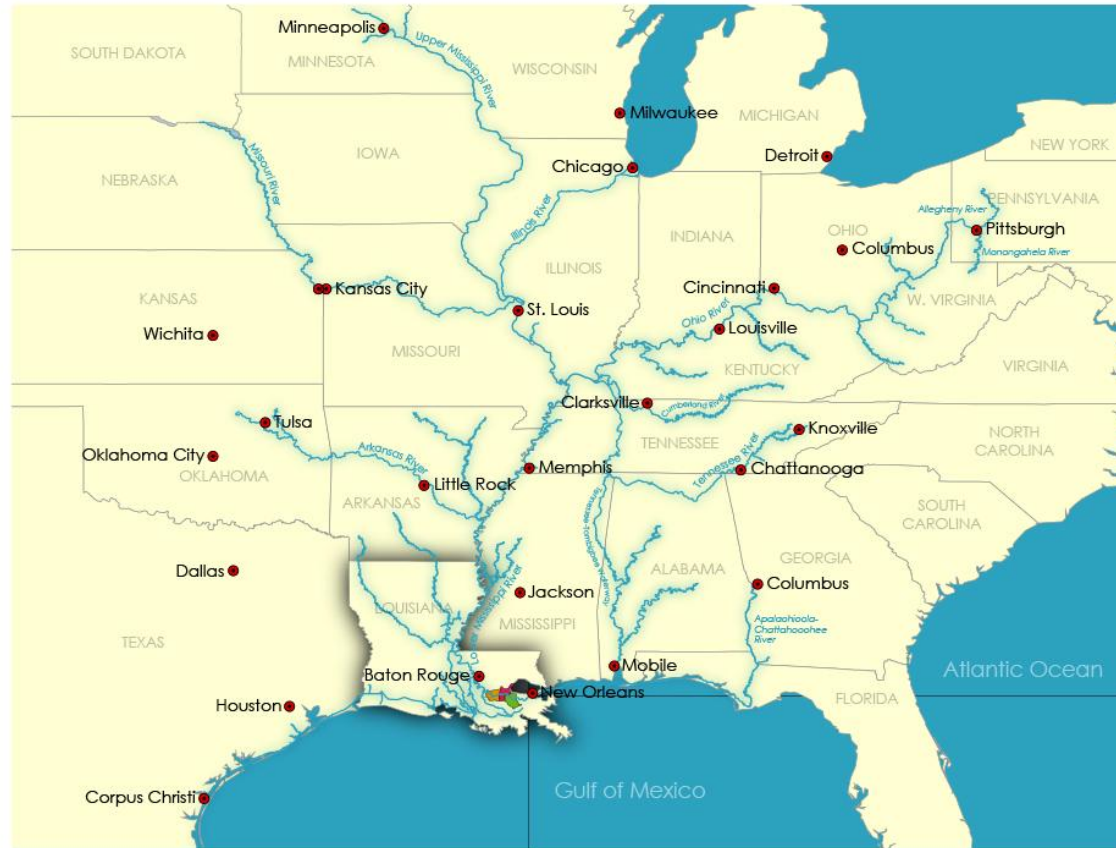 Minneapolis
SOUTH DAKOTA
MINNESOTA
Upper Mississippi River
WISCONSIN
Milwaukee
MICHIGAN
Detroit
NEW YORK
IOWA
Chicago
NEBRASKA
Missouri River
Illinois River
PENNSYLVANIA
Allegheny River
Pittsburgh
OHIO
INDIANA
Columbus
Monongahela River
ILLINOIS
Cincinnati
W. VIRGINIA
KANSAS
Kansas City
St. Louis
Ohio River
Louisville
Wichita
MISSOURI
KENTUCKY
VIRGINIA
Clarksville
Cumberland River
Tulsa
Knoxville
NORTH
CAROLINA
TENNESSEE
Tennessee River
Oklahoma City
OKLAHOMA
Arkansas River
Memphis
Chattanooga
Little Rock
ARKANSAS
Tennessee-Tombigbee Waterway
SOUTH
CAROLINA
Dallas
GEORGIA
ALABAMA
Columbus
Jackson
LOUISIANA
Lower Mississippi River
MISSISSIPPI
Apalachicola-
Chattahoochee
River
TEXAS
Mobile
Atlantic Ocean
Baton Rouge
New Orleans
FLORIDA
Houston
Gulf of Mexico
Corpus Christi